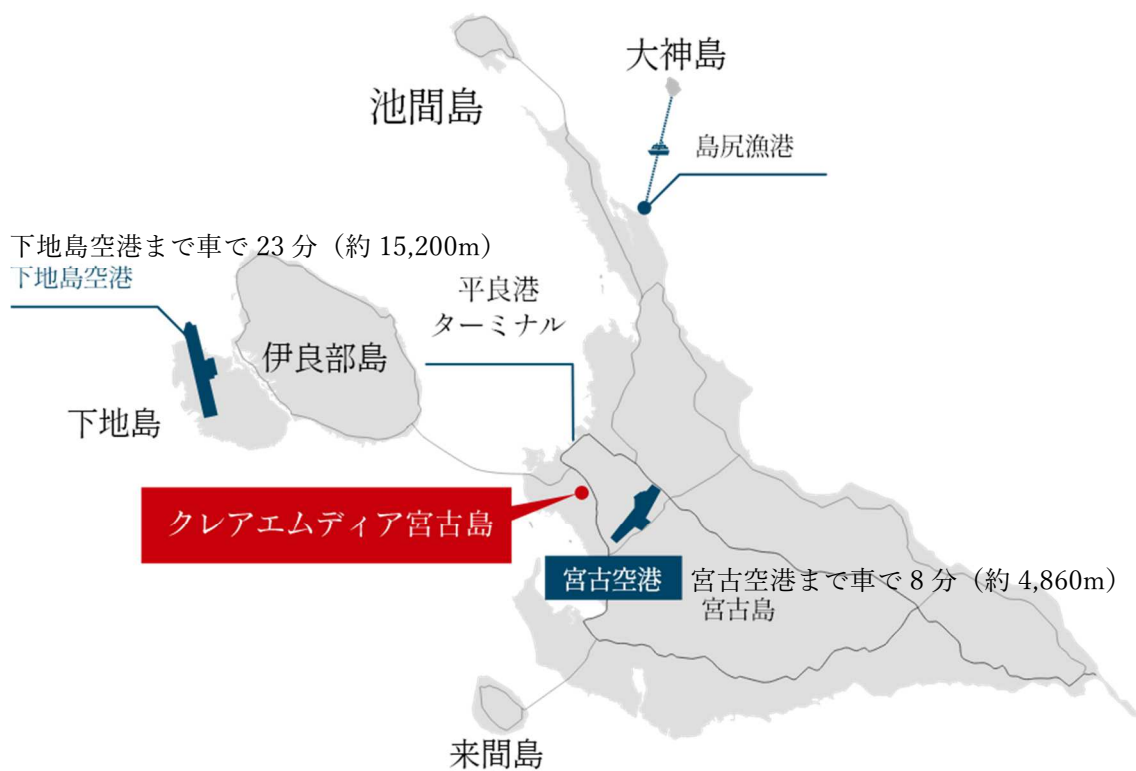 大神島
池間島
島尻漁港
下地島空港まで車で 23 分（約 15,200m）
下地島空港
平良港
ターミナル
伊良部島
下地島
クレアエムディア宮古島
宮古空港
宮古空港まで車で 8 分（約 4,860m）
宮古島
来間島